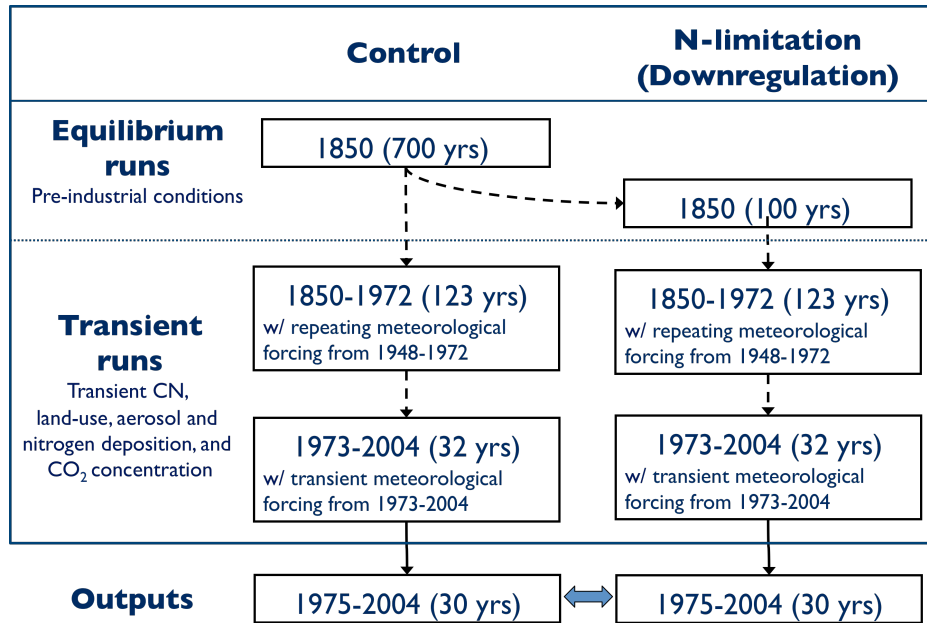 Control
N-limitation
(Downregulation)
Equilibrium
runs
Pre-industrial conditions
1850 (700 yrs)
1850 (100 yrs)
Transient
runs
Transient CN,
land-use, aerosol and
nitrogen deposition, and
CO₂ concentration
1850-1972 (123 yrs)
w/ repeating meteorological
forcing from 1948-1972
1850-1972 (123 yrs)
w/ repeating meteorological
forcing from 1948-1972
1973-2004 (32 yrs)
w/ transient meteorological
forcing from 1973-2004
1973-2004 (32 yrs)
w/ transient meteorological
forcing from 1973-2004
Outputs
1975-2004 (30 yrs)
1975-2004 (30 yrs)